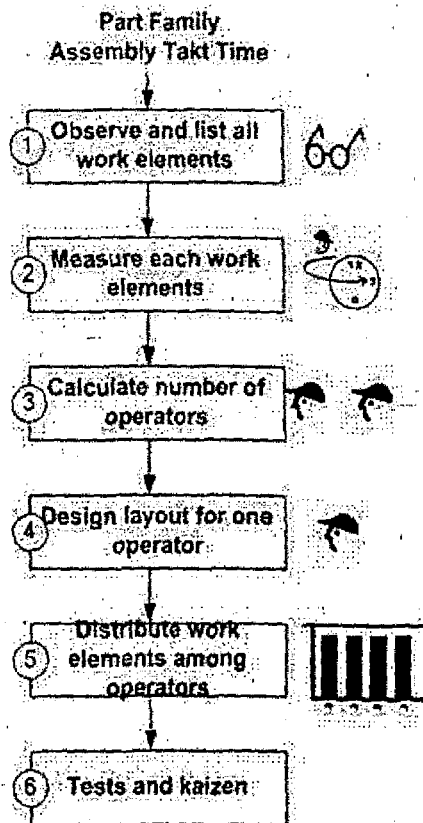 Part Family
Assembly Takt Time
1
Observe and list all
work elements
2
Measure each work
elements
3
Calculate number of
operators
4
Design layout for one
operator
5
Distribute work
elements among
operators
6
Tests and kaizen